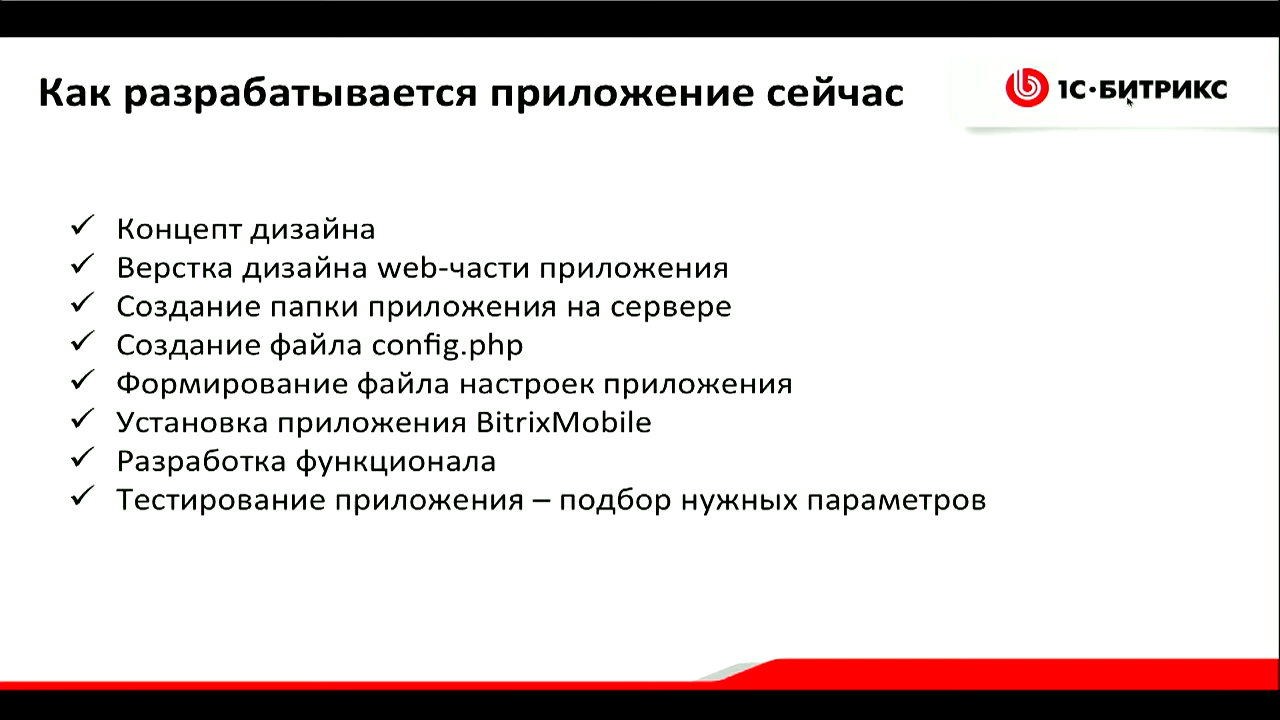 Как разрабатывается приложение сейчас
1С·БИТРИКС
Концепт дизайна
Верстка дизайна web-части приложения
Создание папки приложения на сервере
Создание файла config.php
Формирование файла настроек приложения
Установка приложения BitrixMobile
Разработка функционала
Тестирование приложения – подбор нужных параметров